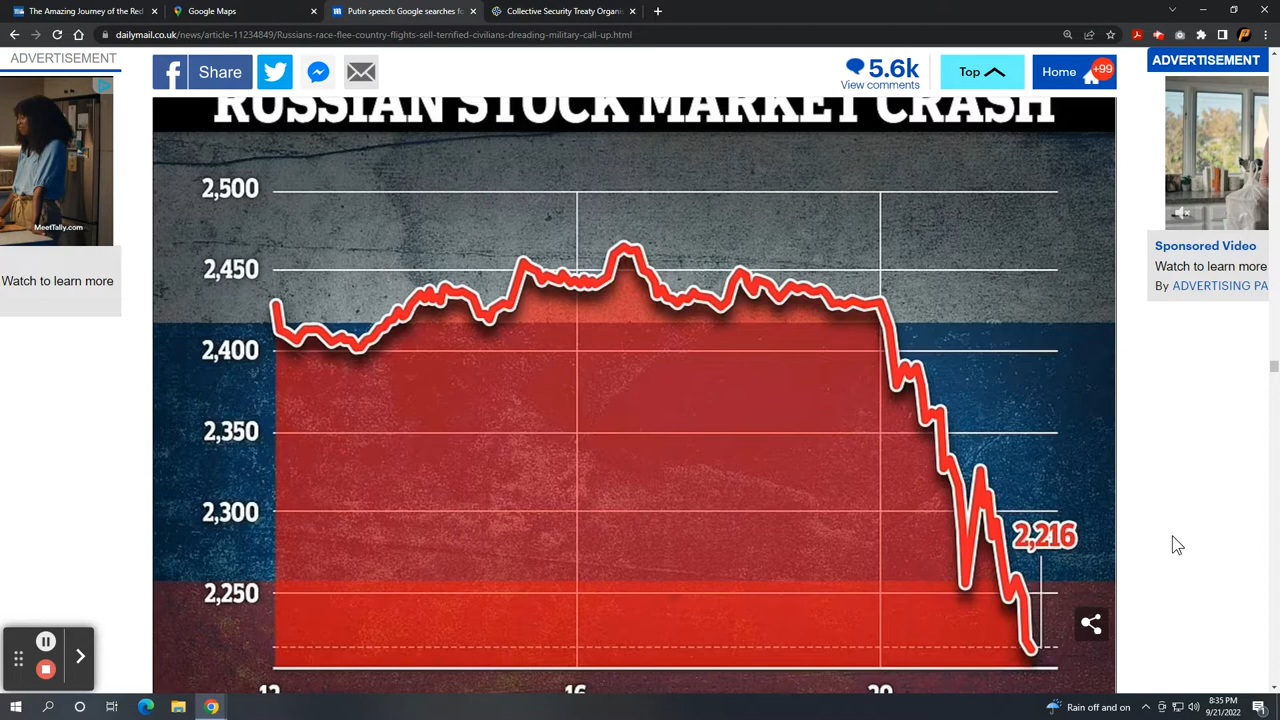 The Amazing Journey of the Red
Google Maps
Putin speech: Google searches fo
Collective Security Treaty Organis
dailymail.co.uk/news/article-11234849/Russians-race-flee-country-flights-sell-terrified-civilians-dreading-military-call-up.html
ADVERTISEMENT
MeetTally.com
Watch to learn more
Share
5.6k
View comments
Top
Home
+99
ADVERTISEMENT
Sponsored Video
Watch to learn more
By ADVERTISING PA
RUSSIAN STOCK MARKET CRASH
2,500
2,450
2,400
2,350
2,300
2,250
2,216
12 16 20
Rain off and on
8:35 PM
9/21/2022
1